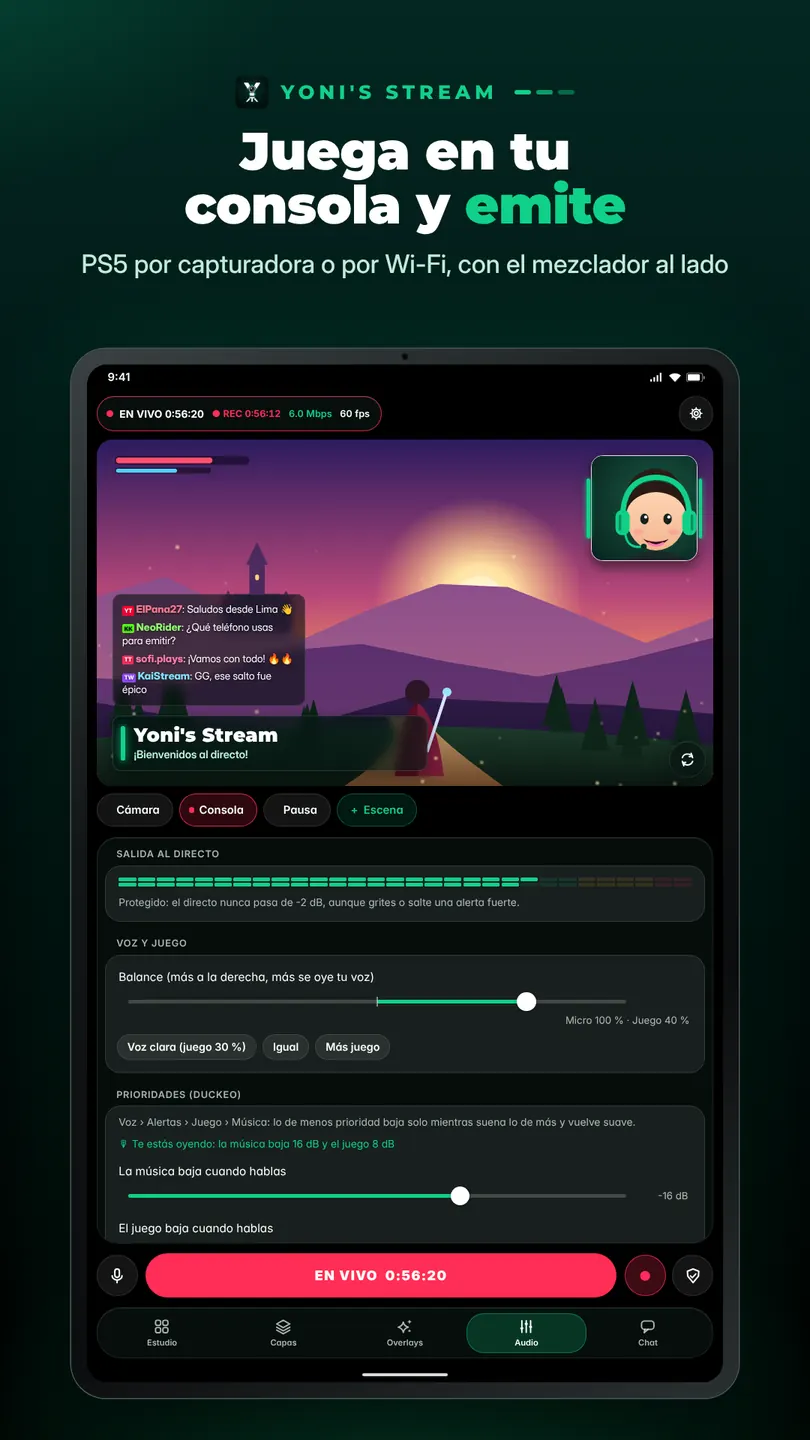 YONI'S STREAM
Juega en tu
consola y emite
PS5 por capturadora o por Wi-Fi, con el mezclador al lado
9:41
EN VIVO 0:56:20 REC 0:56:12 6.0 Mbps 60 fps
YT ElPana27: Saludos desde Lima 👋
KK NeoRider: ¿Qué teléfono usas
para emitir?
TT sofi.plays: ¡Vamos con todo! 🔥🔥
TW KaiStream: GG, ese salto fue
épico
Yoni's Stream
¡Bienvenidos al directo!
Cámara Consola Pausa + Escena
SALIDA AL DIRECTO
Protegido: el directo nunca pasa de -2 dB, aunque grites o salte una alerta fuerte.
VOZ Y JUEGO
Balance (más a la derecha, más se oye tu voz)
Micro 100 % · Juego 40 %
Voz clara (juego 30 %) Igual Más juego
PRIORIDADES (DUCKEO)
Voz › Alertas › Juego › Música: lo de menos prioridad baja solo mientras suena lo de más y vuelve suave.
Te estás oyendo: la música baja 16 dB y el juego 8 dB
La música baja cuando hablas
-16 dB
El juego baja cuando hablas
EN VIVO 0:56:20
Estudio Capas Overlays Audio Chat